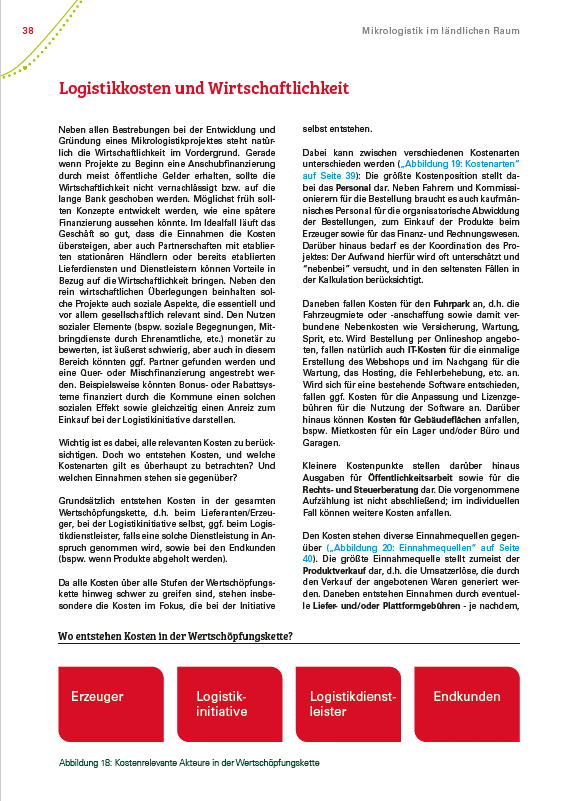 38
Mikrologistik im ländlichen Raum
Logistikkosten und Wirtschaftlichkeit
Neben allen Bestrebungen bei der Entwicklung und
Gründung eines Mikrologistikprojektes steht natür-
lich die Wirtschaftlichkeit im Vordergrund. Gerade
wenn Projekte zu Beginn eine Anschubfinanzierung
durch meist öffentliche Gelder erhalten, sollte die
Wirtschaftlichkeit nicht vernachlässigt bzw. auf die
lange Bank geschoben werden. Möglichst früh soll-
ten Konzepte entwickelt werden, wie eine spätere
Finanzierung aussehen könnte. Im Idealfall läuft das
Geschäft so gut, dass die Einnahmen die Kosten
übersteigen, aber auch Partnerschaften mit etablier-
ten stationären Händlern oder bereits etablierten
Lieferdiensten und Dienstleistern können Vorteile in
Bezug auf die Wirtschaftlichkeit bringen. Neben den
rein wirtschaftlichen Überlegungen beinhalten sol-
che Projekte auch soziale Aspekte, die essentiell und
vor allem gesellschaftlich relevant sind. Den Nutzen
sozialer Elemente (bspw. soziale Begegnungen, Mit-
bringdienste durch Ehrenamtliche, etc.) monetär zu
bewerten, ist äußerst schwierig, aber auch in diesem
Bereich könnten ggf. Partner gefunden werden und
eine Quer- oder Mischfinanzierung angestrebt wer-
den. Beispielsweise könnten Bonus- oder Rabattsys-
teme finanziert durch die Kommune einen solchen
sozialen Effekt sowie gleichzeitig einen Anreiz zum
Einkauf bei der Logistikinitiative darstellen.
Wichtig ist es dabei, alle relevanten Kosten zu berück-
sichtigen. Doch wo entstehen Kosten, und welche
Kostenarten gilt es überhaupt zu betrachten? Und
welchen Einnahmen stehen sie gegenüber?
Grundsätzlich entstehen Kosten in der gesamten
Wertschöpfungskette, d.h. beim Lieferanten/Erzeu-
ger, bei der Logistikinitiative selbst, ggf. beim Logis-
tikdienstleister, falls eine solche Dienstleistung in An-
spruch genommen wird, sowie bei den Endkunden
(bspw. wenn Produkte abgeholt werden).
Da alle Kosten über alle Stufen der Wertschöpfungs-
kette hinweg schwer zu greifen sind, stehen insbe-
sondere die Kosten im Fokus, die bei der Initiative
selbst entstehen.
Dabei kann zwischen verschiedenen Kostenarten
unterschieden werden („Abbildung 19: Kostenarten“
auf Seite 39): Die größte Kostenposition stellt da-
bei das Personal dar. Neben Fahrern und Kommissi-
onierern für die Bestellung braucht es auch kaufmän-
nisches Personal für die organisatorische Abwicklung
der Bestellungen, zum Einkauf der Produkte beim
Erzeuger sowie für das Finanz- und Rechnungswesen.
Darüber hinaus bedarf es der Koordination des Pro-
jektes: Der Aufwand hierfür wird oft unterschätzt und
“nebenbei” versucht, und in den seltensten Fällen in
der Kalkulation berücksichtigt.
Daneben fallen Kosten für den Fuhrpark an, d.h. die
Fahrzeugmiete oder -anschaffung sowie damit ver-
bundene Nebenkosten wie Versicherung, Wartung,
Sprit, etc. Wird Bestellung per Onlineshop angebo-
ten, fallen natürlich auch IT-Kosten für die einmalige
Erstellung des Webshops und im Nachgang für die
Wartung, das Hosting, die Fehlerbehebung, etc. an.
Wird sich für eine bestehende Software entschieden,
fallen ggf. Kosten für die Anpassung und Lizenzge-
bühren für die Nutzung der Software an. Darüber
hinaus können Kosten für Gebäudeflächen anfallen,
bspw. Mietkosten für ein Lager und/oder Büro und
Garagen.
Kleinere Kostenpunkte stellen darüber hinaus
Ausgaben für Öffentlichkeitsarbeit sowie für die
Rechts- und Steuerberatung dar. Die vorgenommene
Aufzählung ist nicht abschließend; im individuellen
Fall können weitere Kosten anfallen.
Den Kosten stehen diverse Einnahmequellen gegen-
über („Abbildung 20: Einnahmequellen“ auf Seite
40). Die größte Einnahmequelle stellt zumeist der
Produktverkauf dar, d.h. die Umsatzerlöse, die durch
den Verkauf der angebotenen Waren generiert wer-
den. Daneben entstehen Einnahmen durch eventuel-
le Liefer- und/oder Plattformgebühren - je nachdem,
Wo entstehen Kosten in der Wertschöpfungskette?
Erzeuger
Logistik-
initiative
Logistikdienst-
leister
Endkunden
Abbildung 18: Kostenrelevante Akteure in der Wertschöpfungskette